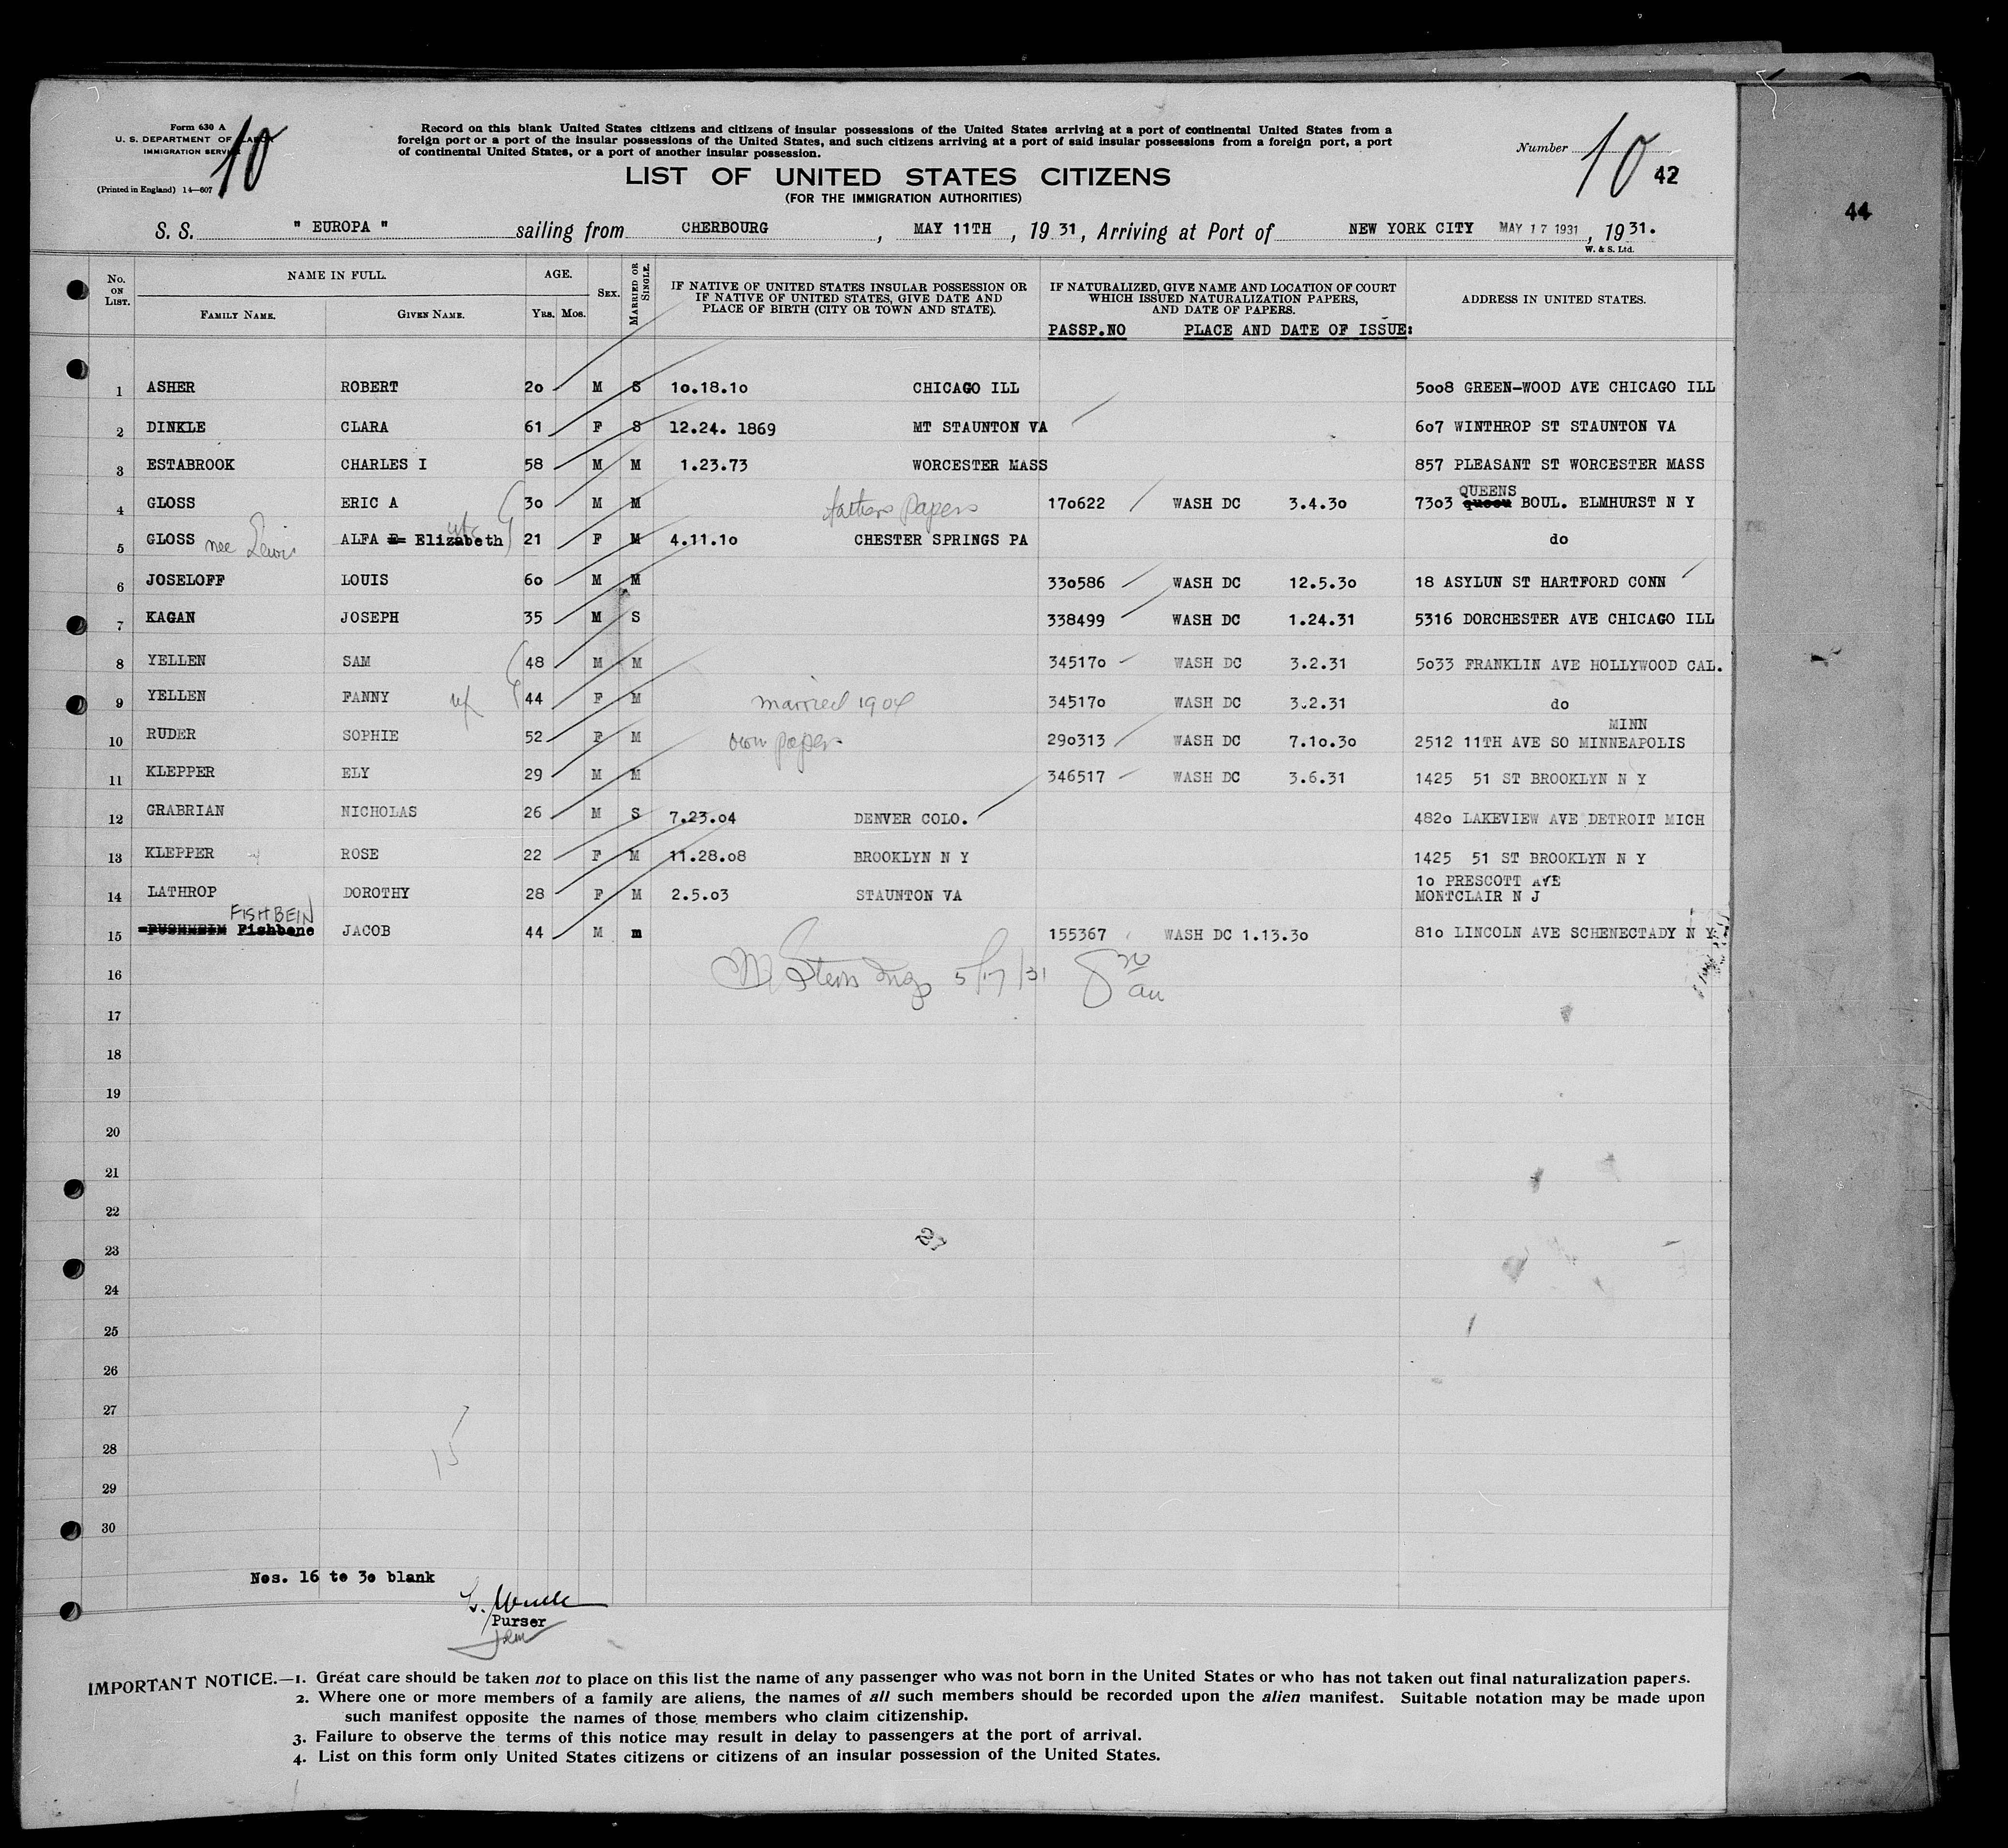 Form 630 A
U. S. DEPARTMENT OF LABOR
IMMIGRATION SERVICE
(Printed in England) 14—607
10
Record on this blank United States citizens and citizens of insular possessions of the United States arriving at a port of continental United States from a
foreign port or a port of the insular possessions of the United States, and such citizens arriving at a port of said insular possessions from a foreign port, a port
of continental United States, or a port of another insular possession.
Number 10 42
44
LIST OF UNITED STATES CITIZENS
(FOR THE IMMIGRATION AUTHORITIES)
S. S. " EUROPA " sailing from CHERBOURG, MAY 11TH, 19 31, Arriving at Port of NEW YORK CITY MAY 17 1931, 19 31.
W. & S. Ltd.
No. ON LIST. NAME IN FULL. FAMILY NAME. GIVEN NAME. AGE. YRS. MOS. SEX. MARRIED OR SINGLE. IF NATIVE OF UNITED STATES INSULAR POSSESSION OR IF NATIVE OF UNITED STATES, GIVE DATE AND PLACE OF BIRTH (CITY OR TOWN AND STATE). IF NATURALIZED, GIVE NAME AND LOCATION OF COURT WHICH ISSUED NATURALIZATION PAPERS, AND DATE OF PAPERS. ADDRESS IN UNITED STATES.
PASSP.NO PLACE AND DATE OF ISSUE:
1 ASHER ROBERT 20 M S 10.18.10 CHICAGO ILL 5008 GREEN-WOOD AVE CHICAGO ILL
2 DINKLE CLARA 61 F S 12.24. 1869 MT STAUNTON VA 607 WINTHROP ST STAUNTON VA
3 ESTABROOK CHARLES I 58 M M 1.23.73 WORCESTER MASS 857 PLEASANT ST WORCESTER MASS
QUEENS
4 GLOSS ERIC A 30 M M fathers papers 170622 WASH DC 3.4.30 7303 queen BOUL. ELMHURST N Y
5 GLOSS nee Lewis ALFA E= Elizabeth wfe 21 F M 4.11.10 CHESTER SPRINGS PA do
6 JOSELOFF LOUIS 60 M M 330586 WASH DC 12.5.30 18 ASYLUN ST HARTFORD CONN
7 KAGAN JOSEPH 35 M S 338499 WASH DC 1.24.31 5316 DORCHESTER AVE CHICAGO ILL
8 YELLEN SAM 48 M M 345170 WASH DC 3.2.31 5033 FRANKLIN AVE HOLLYWOOD CAL.
9 YELLEN FANNY wf 44 F M married 1904 345170 WASH DC 3.2.31 do
MINN
10 RUDER SOPHIE 52 F M own papers 290313 WASH DC 7.10.30 2512 11TH AVE SO MINNEAPOLIS
11 KLEPPER ELY 29 M M 346517 WASH DC 3.6.31 1425 51 ST BROOKLYN N Y
12 GRABRIAN NICHOLAS 26 M S 7.23.04 DENVER COLO. 4820 LAKEVIEW AVE DETROIT MICH
13 KLEPPER ROSE 22 F M 11.28.08 BROOKLYN N Y 1425 51 ST BROOKLYN N Y
14 LATHROP DOROTHY 28 F M 2.5.03 STAUNTON VA 10 PRESCOTT AVE
MONTCLAIR N J
FISHBEIN
15 Fishbene JACOB 44 M m 155367 WASH DC 1.13.30 810 LINCOLN AVE SCHENECTADY N Y
16 5/17/31 8 30 am
17
18
19
20
21
22
23
27
24
25
26
27
28
15
29
30
Nos. 16 to 30 blank
Purser
IMPORTANT NOTICE.—1. Great care should be taken not to place on this list the name of any passenger who was not born in the United States or who has not taken out final naturalization papers.
2. Where one or more members of a family are aliens, the names of all such members should be recorded upon the alien manifest. Suitable notation may be made upon
such manifest opposite the names of those members who claim citizenship.
3. Failure to observe the terms of this notice may result in delay to passengers at the port of arrival.
4. List on this form only United States citizens or citizens of an insular possession of the United States.